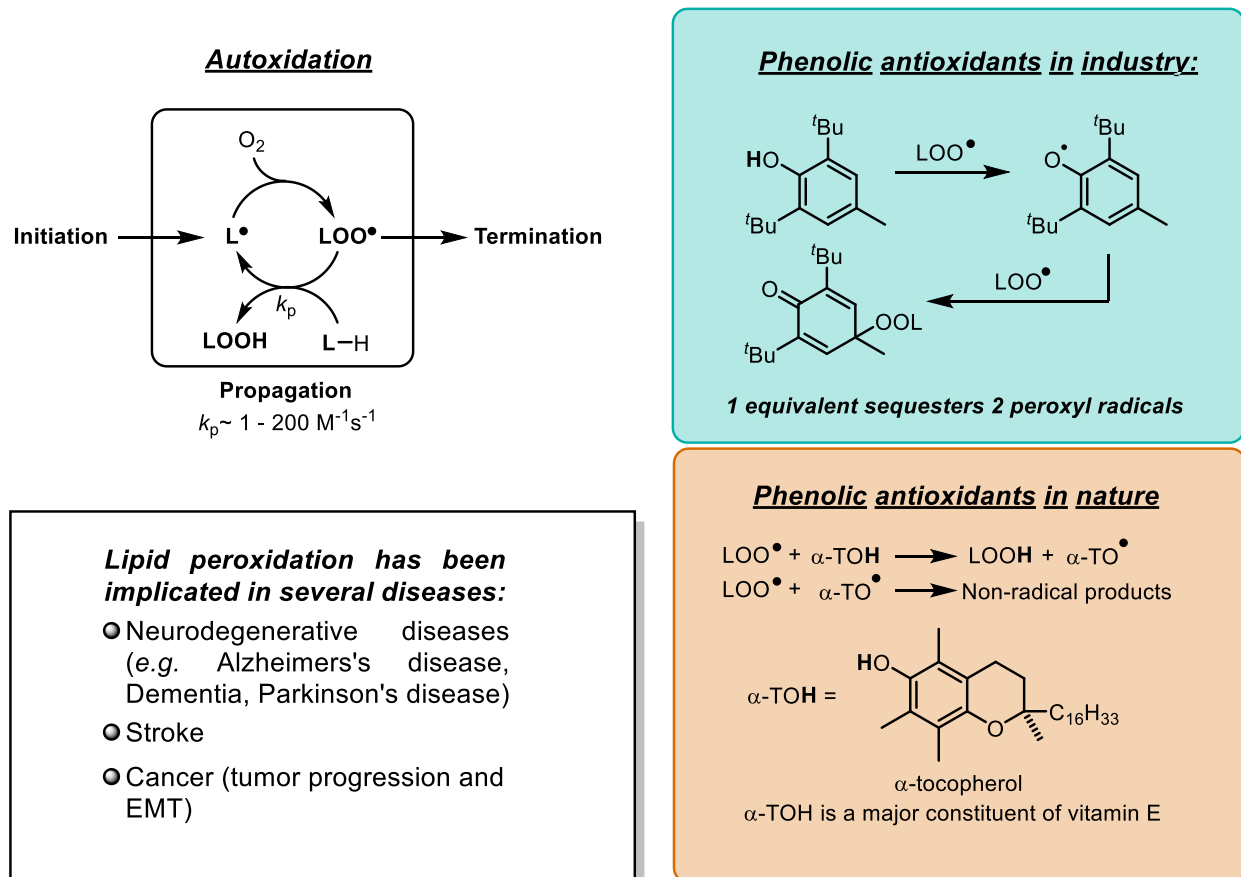 Autoxidation
O₂
Initiation
L•
LOO•
Termination
kₚ
LOOH
L–H
Propagation
kₚ~ 1 - 200 M⁻¹s⁻¹
Phenolic antioxidants in industry:
ᵗBu
HO
ᵗBu
LOO•
ᵗBu
O•
ᵗBu
LOO•
ᵗBu
O
OOL
ᵗBu
1 equivalent sequesters 2 peroxyl radicals
Lipid peroxidation has been
implicated in several diseases:
Neurodegenerative diseases
(e.g. Alzheimers's disease,
Dementia, Parkinson's disease)
Stroke
Cancer (tumor progression and
EMT)
Phenolic antioxidants in nature
LOO• + α-TOH LOOH + α-TO•
LOO• + α-TO• Non-radical products
α-TOH =
HO
O
C₁₆H₃₃
α-tocopherol
α-TOH is a major constituent of vitamin E